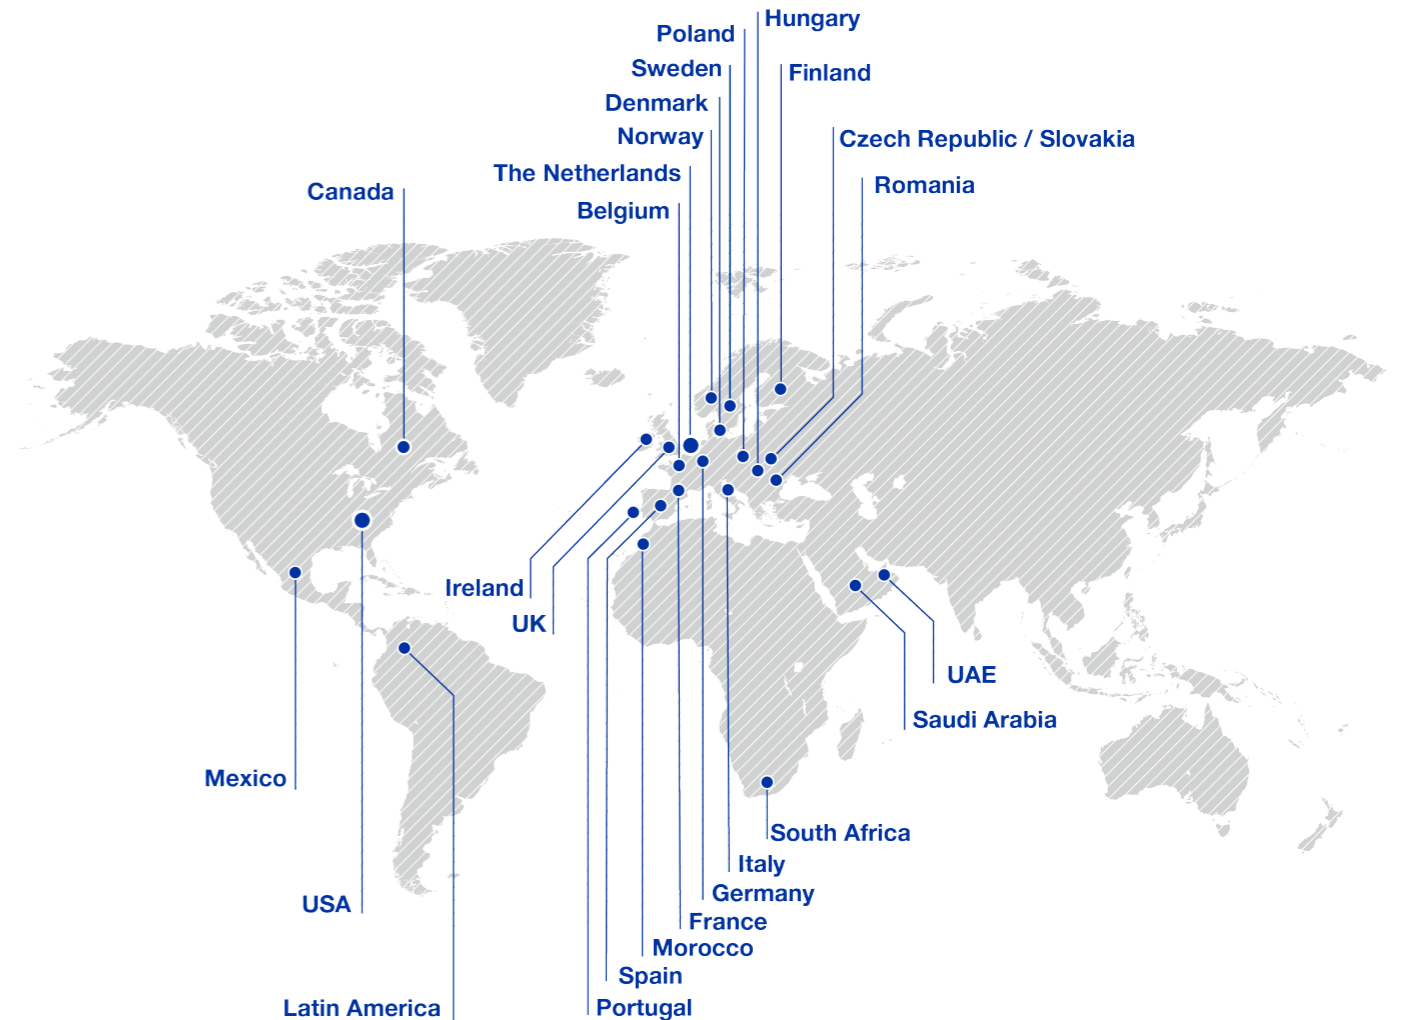 Hungary
Poland
Sweden
Finland
Denmark
Norway
Czech Republic / Slovakia
The Netherlands
Romania
Canada
Belgium
Ireland
UK
UAE
Saudi Arabia
Mexico
South Africa
Italy
Germany
USA
France
Morocco
Spain
Latin America
Portugal